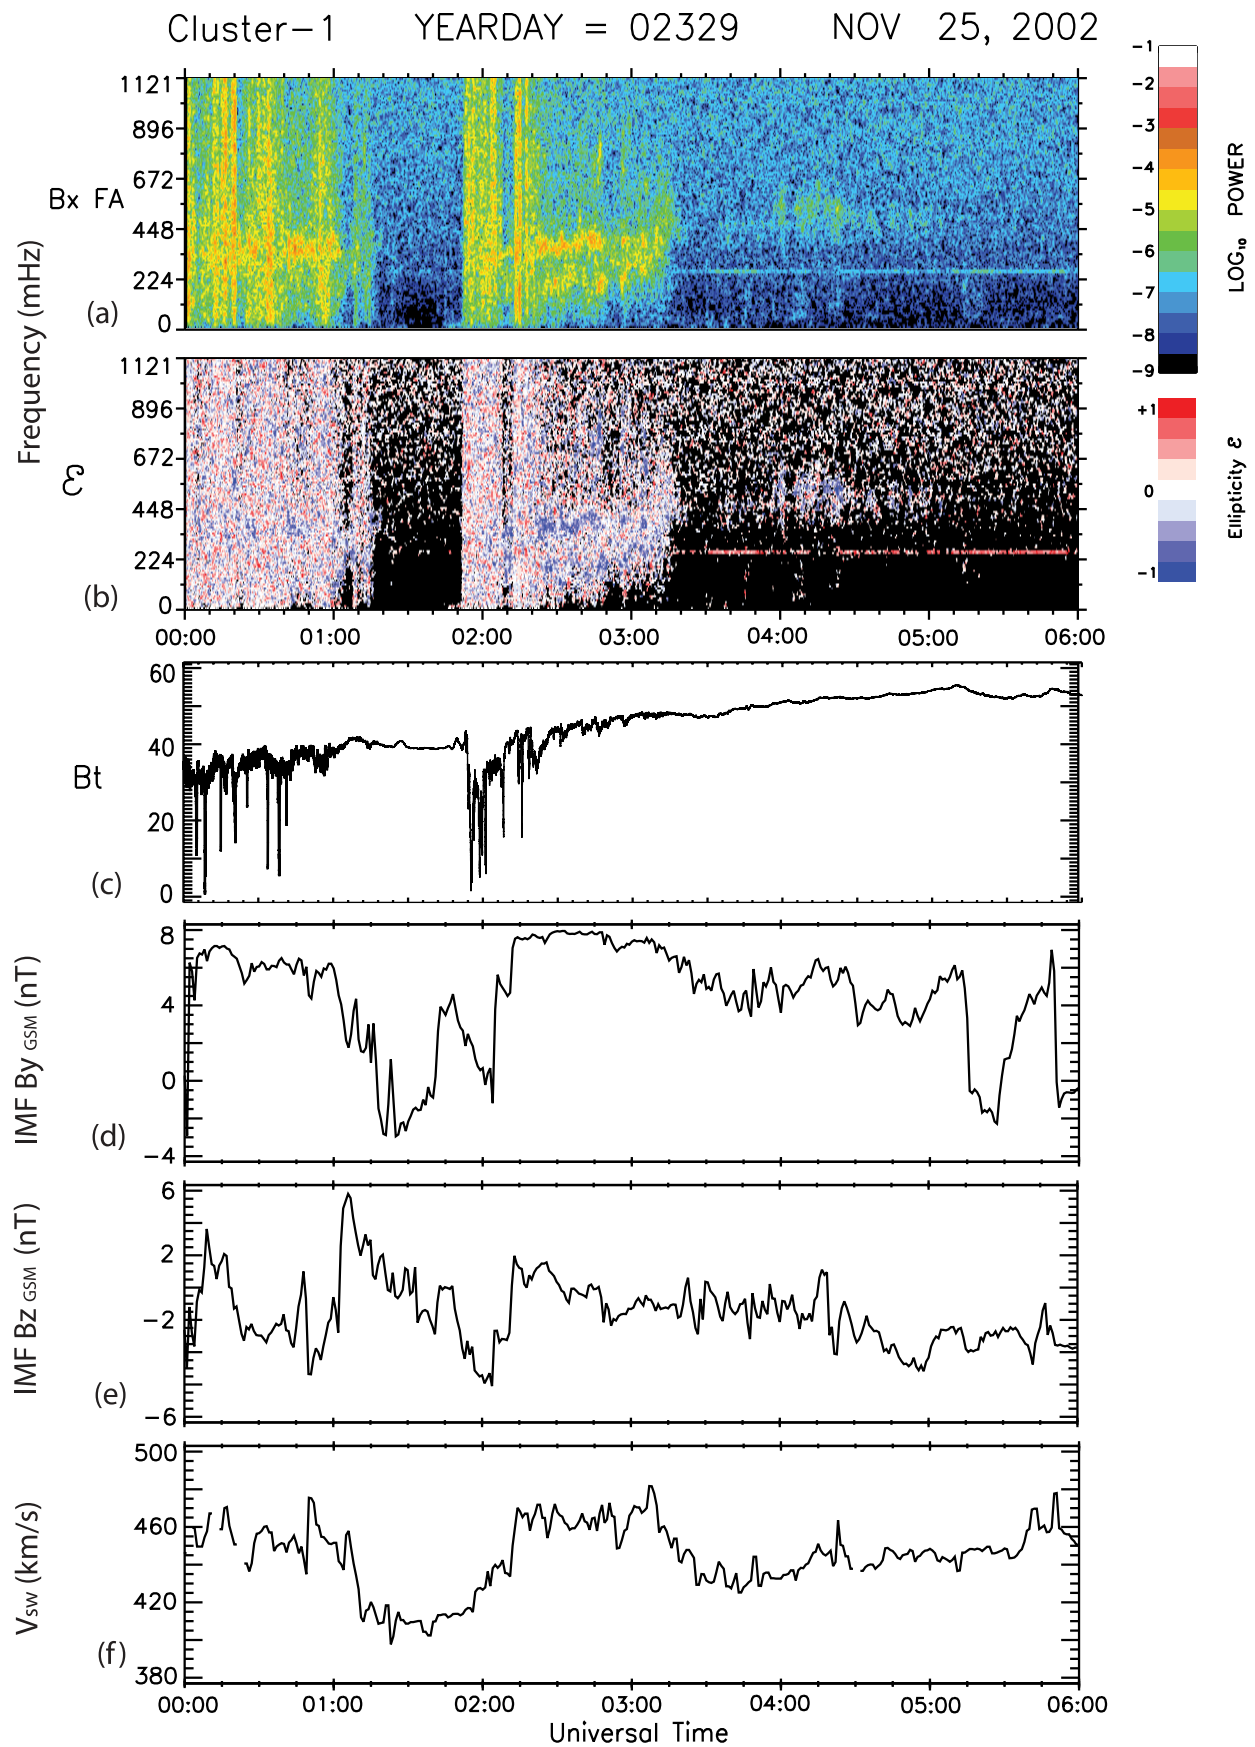 Cluster-1 YEARDAY = 02329 NOV 25, 2002
Frequency (mHz)
Bx FA
(a)
1121
896
672
448
224
0
-1
-2
-3
-4
-5
-6
-7
-8
-9
LOG₁₀ POWER
ε
(b)
1121
896
672
448
224
0
+1
0
-1
Ellipticity ε
00:00 01:00 02:00 03:00 04:00 05:00 06:00
Bt
(c)
60
40
20
0
IMF By GSM (nT)
(d)
8
4
0
-4
IMF Bz GSM (nT)
(e)
6
2
-2
-6
Vsw (km/s)
(f)
500
460
420
380
00:00 01:00 02:00 03:00 04:00 05:00 06:00
Universal Time